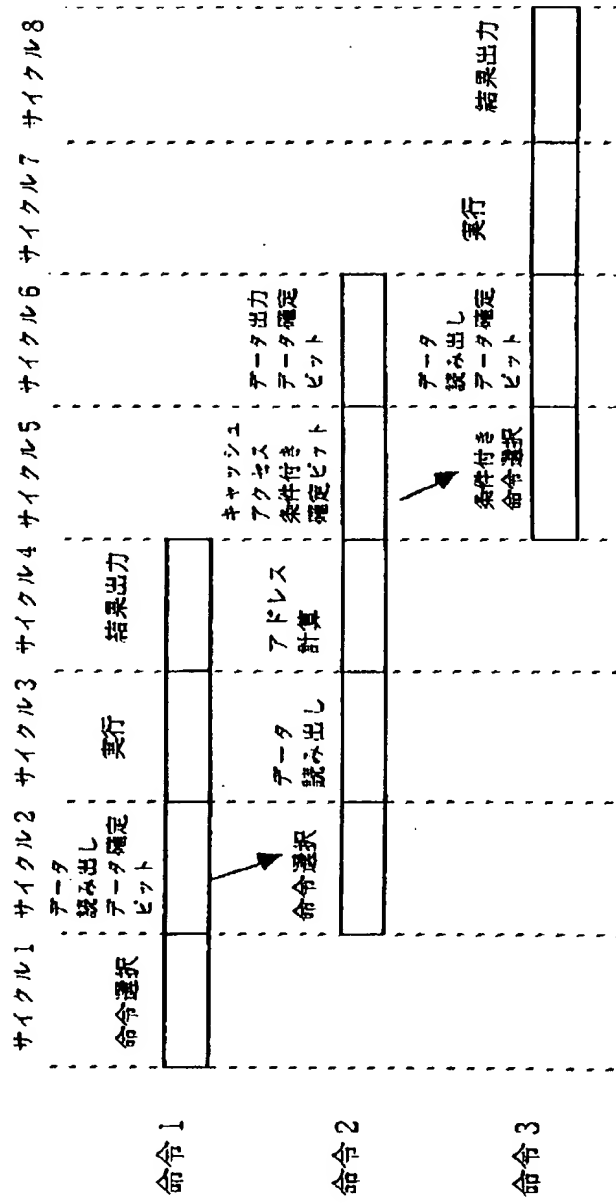 サイクル1 サイクル2 サイクル3 サイクル4 サイクル5 サイクル6 サイクル7 サイクル8
命令1
命令選択
データ
読み出し
データ確定
ビット
実行
結果出力
命令2
命令選択
データ
読み出し
アドレス
計算
キャッシュ
アクセス
条件付き
確定ビット
データ出力
データ確定
ビット
命令3
条件付き
命令選択
データ
読み出し
データ確定
ビット
実行
結果出力